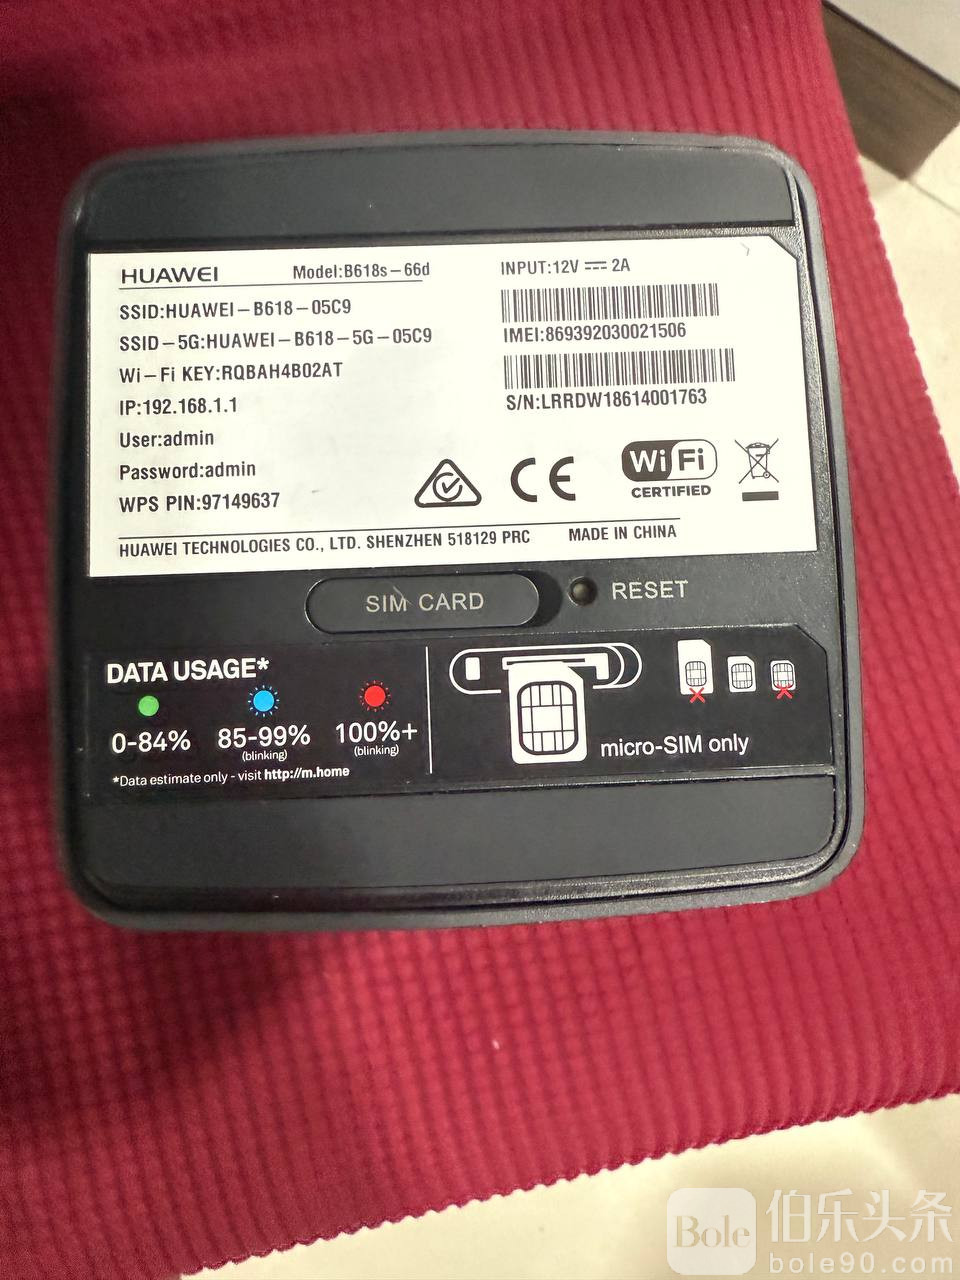 HUAWEI Model:B618s-66d
SSID:HUAWEI-B618-05C9
SSID-5G:HUAWEI-B618-5G-05C9
Wi-Fi KEY:RQBAH4B02AT
IP:192.168.1.1
User:admin
Password:admin
WPS PIN:97149637
INPUT:12V 2A
IMEI:869392030021506
S/N:LRRDW18614001763
WiFi
CERTIFIED
HUAWEI TECHNOLOGIES CO., LTD. SHENZHEN 518129 PRC MADE IN CHINA
SIM CARD
RESET
DATA USAGE*
0-84% 85-99% 100%+
(blinking) (blinking)
*Data estimate only - visit http://m.home
micro-SIM only
Bole 伯乐头条
bole90.com